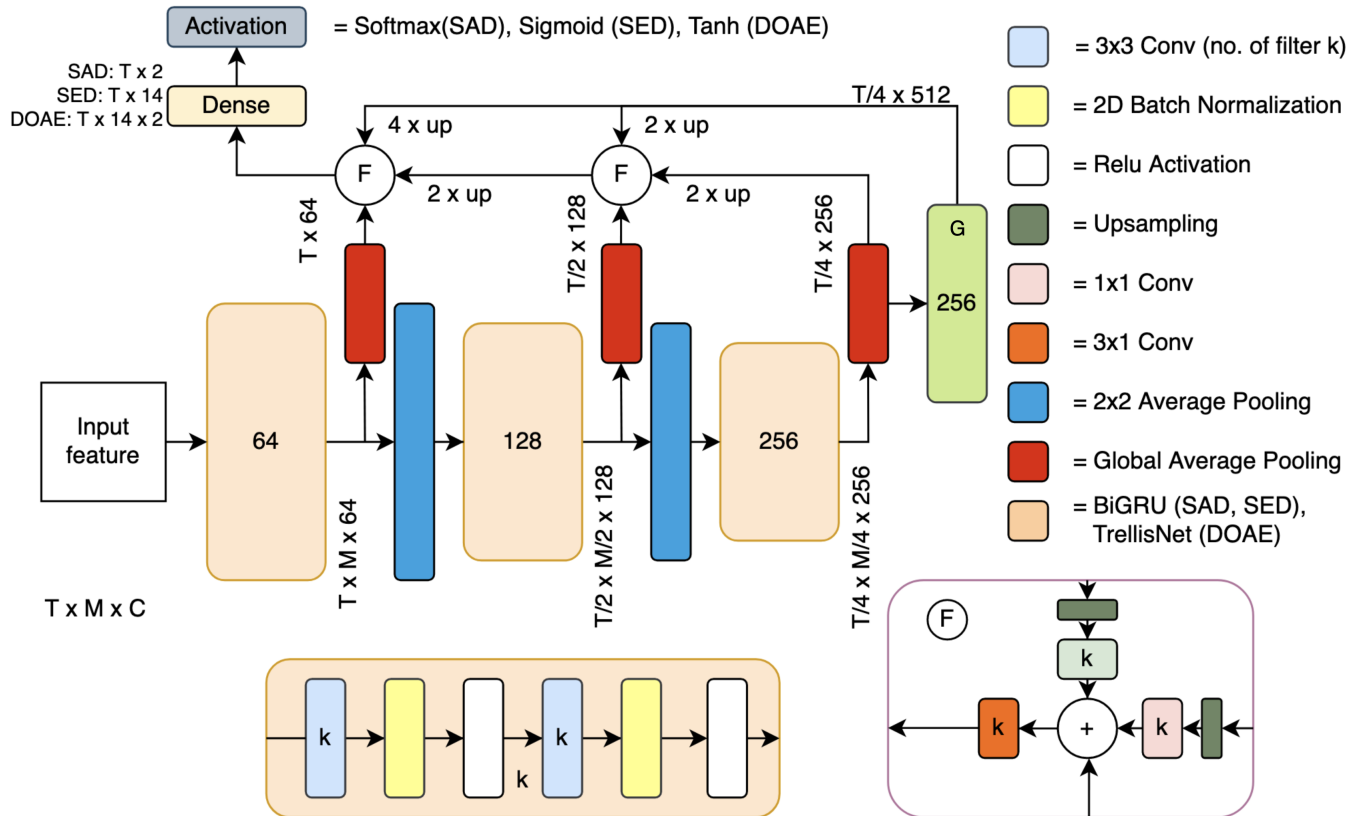 Activation
= Softmax(SAD), Sigmoid (SED), Tanh (DOAE)
SAD: T x 2
SED: T x 14
DOAE: T x 14 x 2
Dense
T/4 x 512
4 x up
2 x up
F
F
2 x up
2 x up
T x 64
T/2 x 128
T/4 x 256
G
256
Input
feature
64
128
256
T x M x 64
T/2 x M/2 x 128
T/4 x M/4 x 256
T x M x C
= 3x3 Conv (no. of filter k)
= 2D Batch Normalization
= Relu Activation
= Upsampling
= 1x1 Conv
= 3x1 Conv
= 2x2 Average Pooling
= Global Average Pooling
= BiGRU (SAD, SED),
TrellisNet (DOAE)
k
k
k
F
k
k
+
k